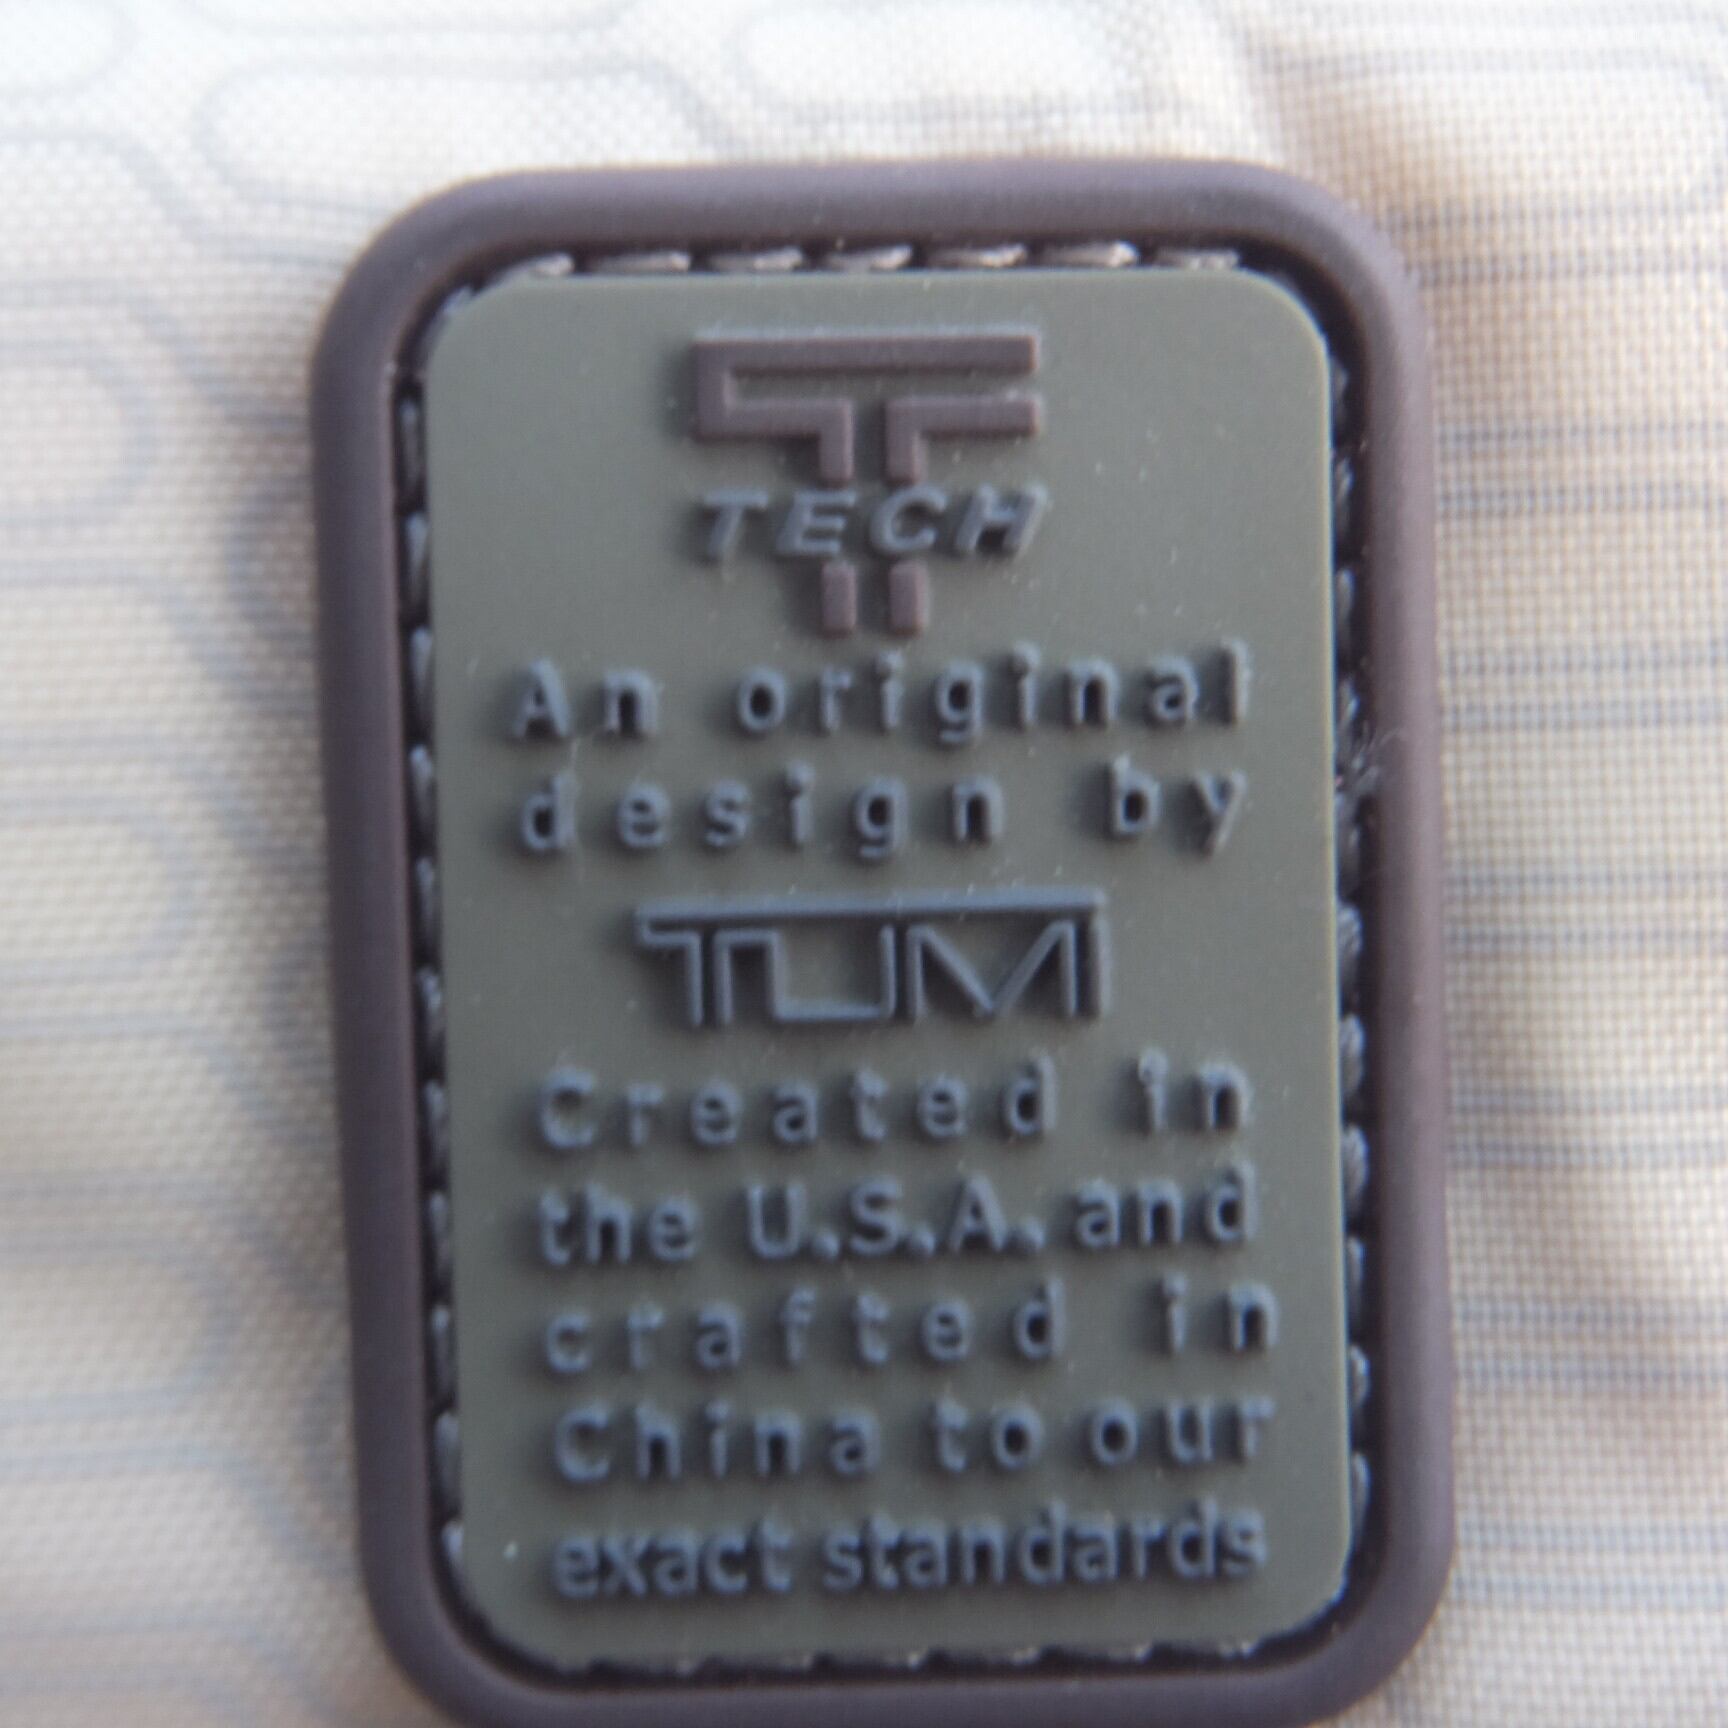 TECH
An original
design by
TUMI
Created in
the U.S.A. and
crafted in
China to our
exact standards